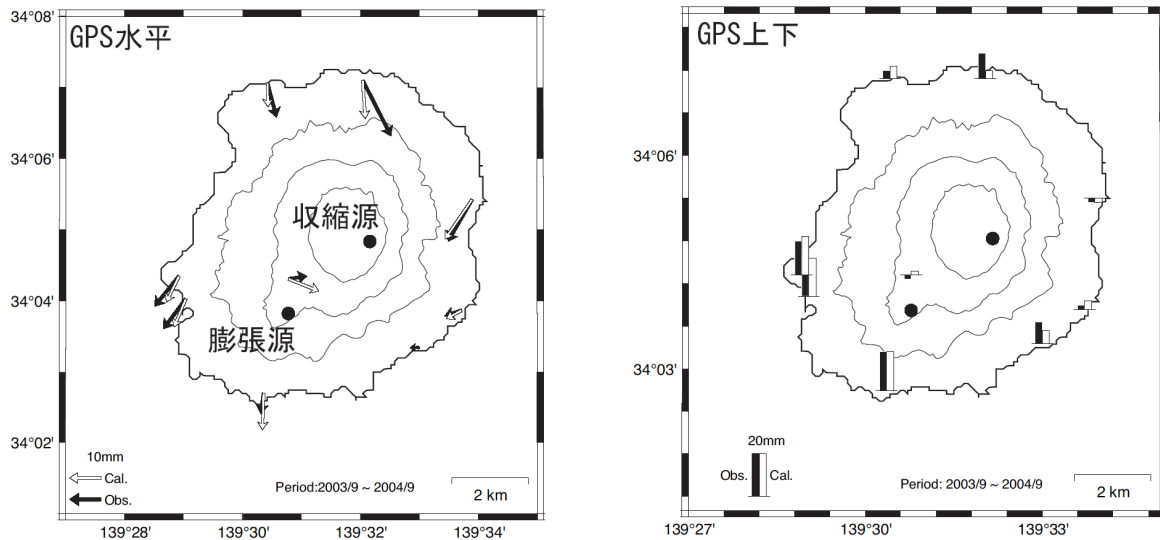 GPS水平
34°08'
34°06'
34°04'
34°02'
収縮源
膨張源
10mm
Cal.
Obs.
Period:2003/9 ~ 2004/9
2 km
139°28'
139°30'
139°32'
139°34'
GPS上下
34°06'
34°03'
20mm
Obs.
Cal.
Period: 2003/9 ~ 2004/9
2 km
139°27'
139°30'
139°33'